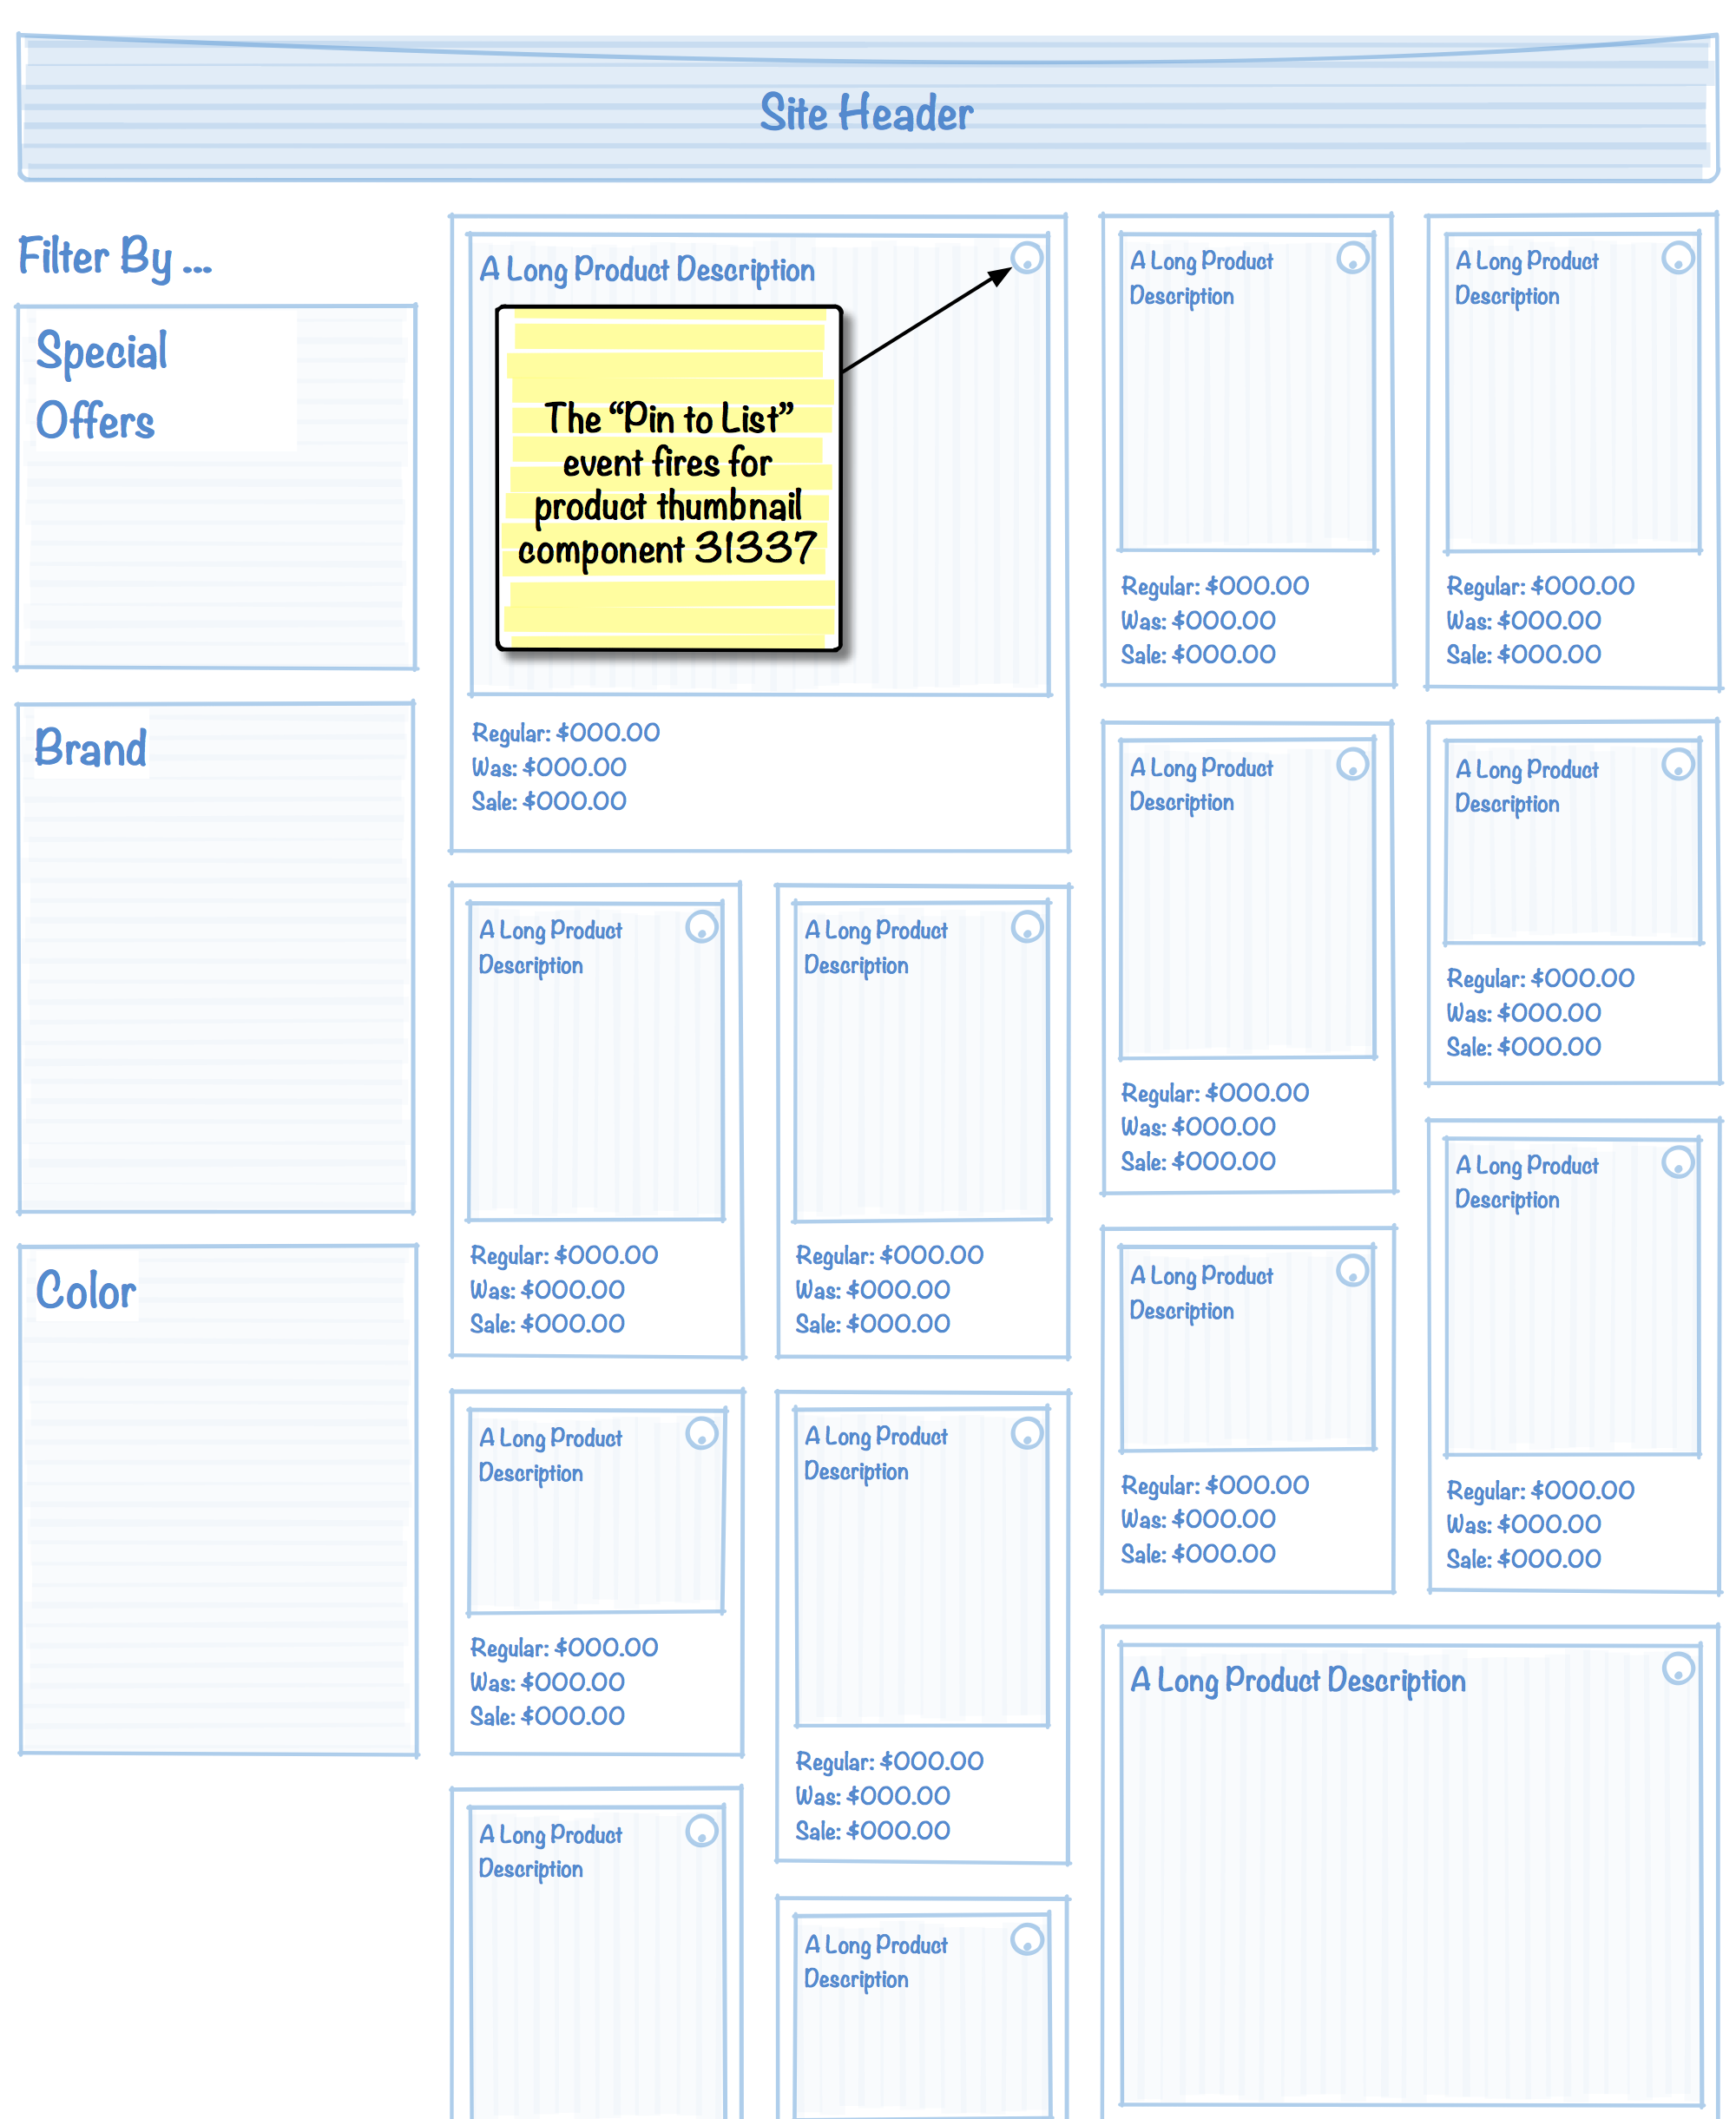 Site Header
Filter By ...
Special
Offers
Brand
Color
A Long Product Description
The “Pin to List”
event fires for
product thumbnail
component 31337
Regular: $000.00
Was: $000.00
Sale: $000.00
A Long Product
Description
Regular: $000.00
Was: $000.00
Sale: $000.00
A Long Product
Description
Regular: $000.00
Was: $000.00
Sale: $000.00
A Long Product
Description
Regular: $000.00
Was: $000.00
Sale: $000.00
A Long Product
Description
Regular: $000.00
Was: $000.00
Sale: $000.00
A Long Product
Description
Regular: $000.00
Was: $000.00
Sale: $000.00
A Long Product
Description
Regular: $000.00
Was: $000.00
Sale: $000.00
A Long Product
Description
Regular: $000.00
Was: $000.00
Sale: $000.00
A Long Product
Description
Regular: $000.00
Was: $000.00
Sale: $000.00
A Long Product
Description
Regular: $000.00
Was: $000.00
Sale: $000.00
A Long Product
Description
Regular: $000.00
Was: $000.00
Sale: $000.00
A Long Product Description
A Long Product
Description
A Long Product
Description